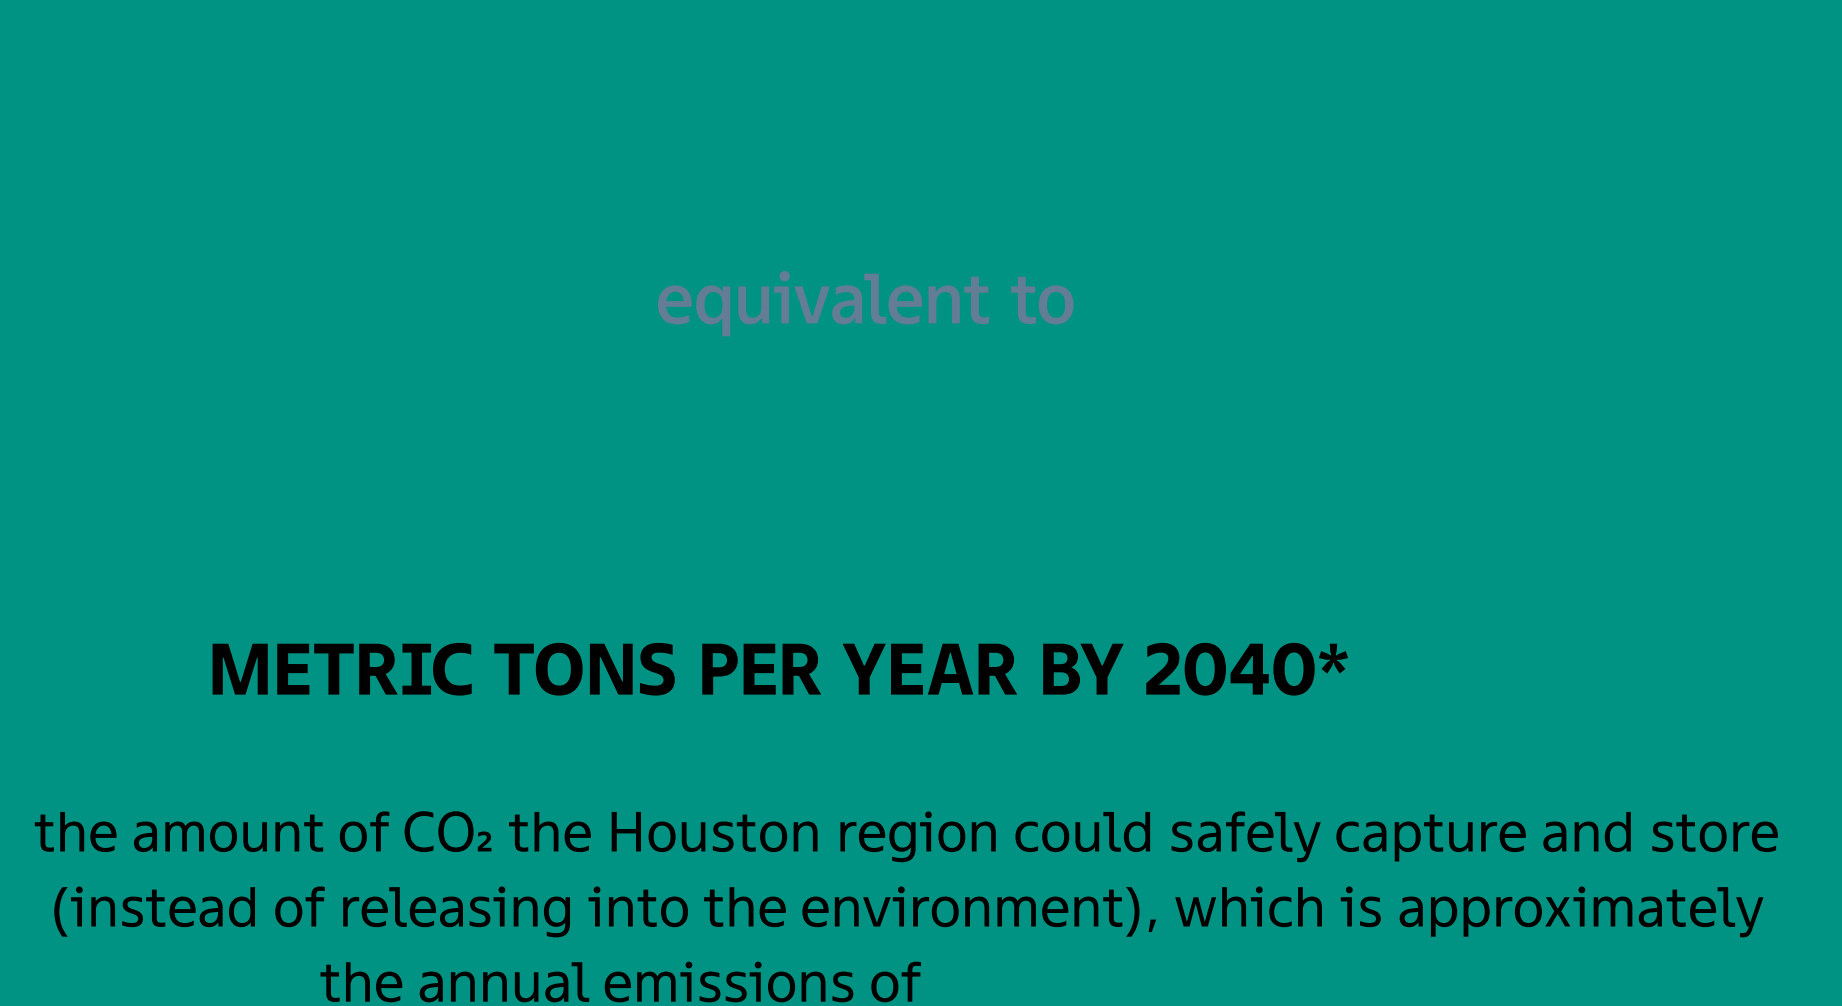 equivalent to
METRIC TONS PER YEAR BY 2040*
the amount of CO₂ the Houston region could safely capture and store
(instead of releasing into the environment), which is approximately
the annual emissions of